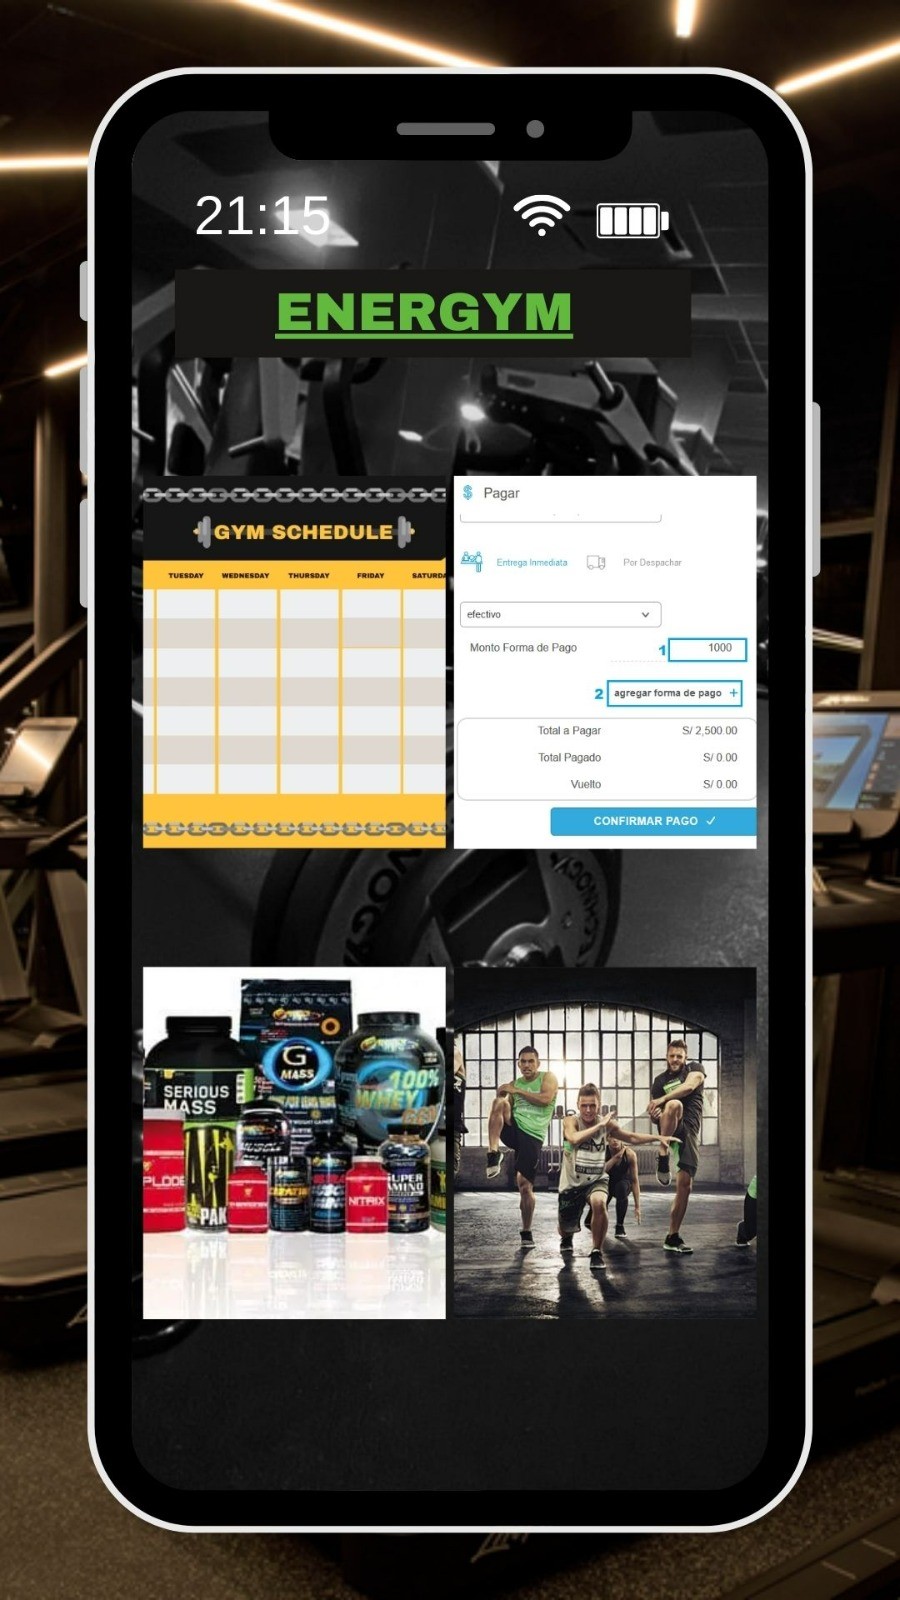 21:15
ENERGYM
GYM SCHEDULE
TUESDAY WEDNESDAY THURSDAY FRIDAY SATURDA
$ Pagar
Entrega Inmediata Por Despachar
efectivo
Monto Forma de Pago 1 1000
2 agregar forma de pago +
Total a Pagar S/ 2,500.00
Total Pagado S/ 0.00
Vuelto S/ 0.00
CONFIRMAR PAGO ✓
G
MASS
SERIOUS
MASS
100%
WHEY
PLODE
NITRIX
AMINO
PAK